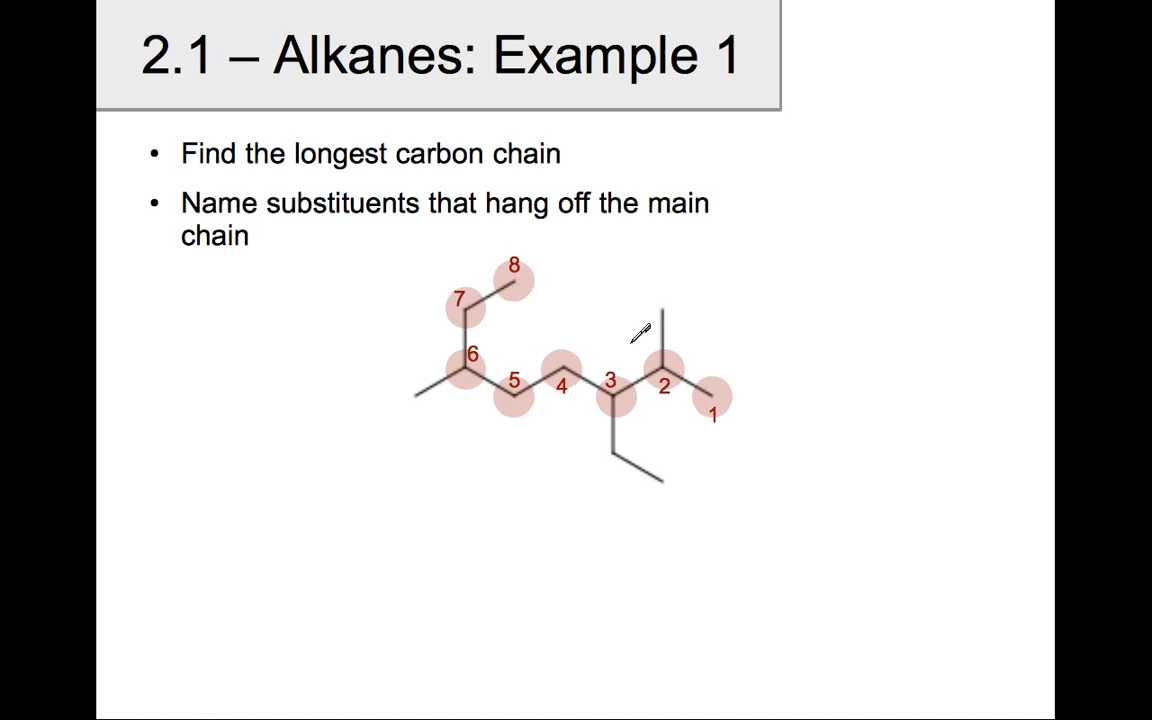 2.1 – Alkanes: Example 1
• Find the longest carbon chain
• Name substituents that hang off the main
chain
8
7
6
5
4
3
2
1